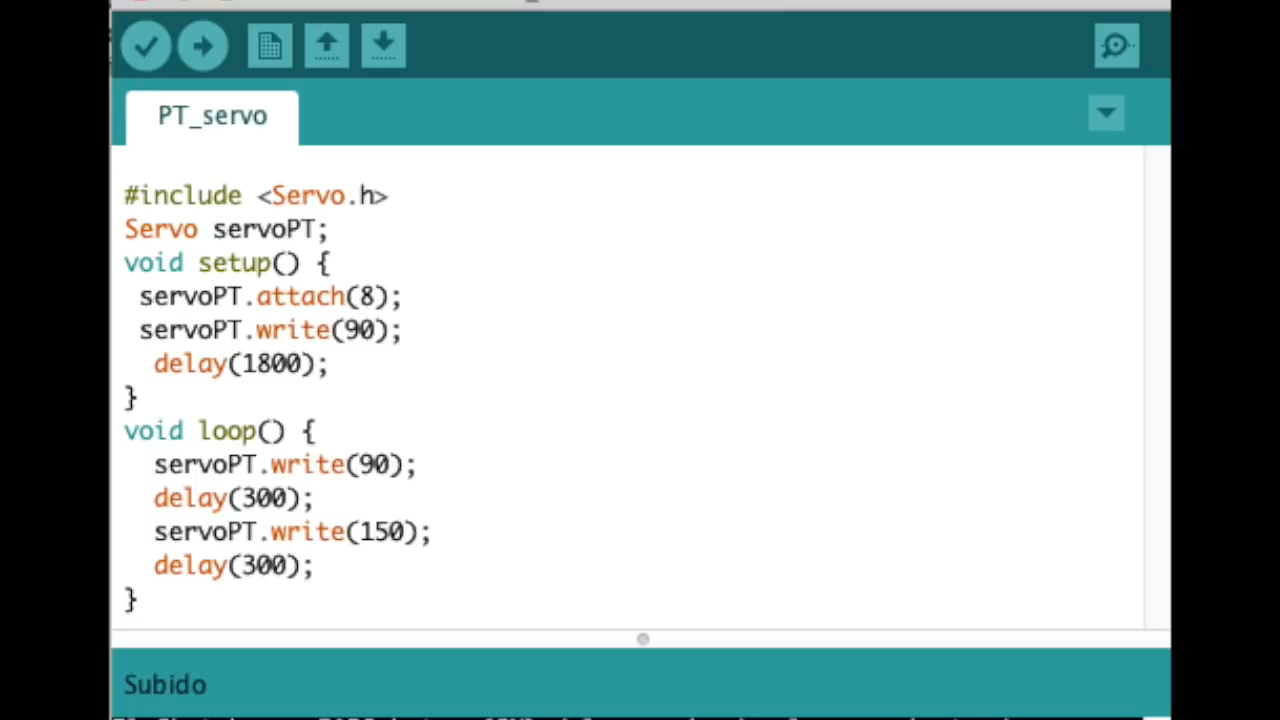 PT_servo
#include <Servo.h>
Servo servoPT;
void setup() {
 servoPT.attach(8);
 servoPT.write(90);
  delay(1800);
}
void loop() {
  servoPT.write(90);
  delay(300);
  servoPT.write(150);
  delay(300);
}
Subido